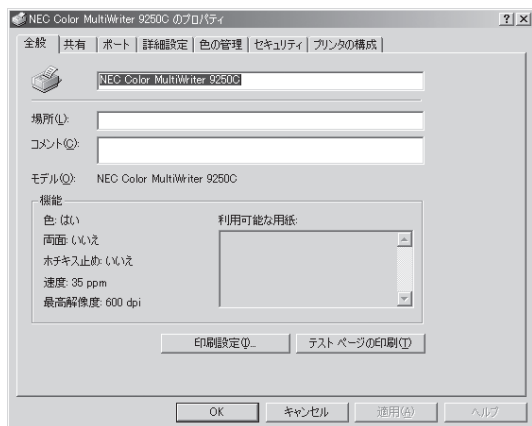 NEC Color MultiWriter 9250C のプロパティ
全般 共有 ポート 詳細設定 色の管理 セキュリティ プリンタの構成
NEC Color MultiWriter 9250C
場所(L):
コメント(C):
モデル(O): NEC Color MultiWriter 9250C
機能
色: はい 利用可能な用紙:
両面: いいえ
ホチキス止め: いいえ
速度: 35 ppm
最高解像度: 600 dpi
印刷設定(I)... テスト ページの印刷(T)
OK キャンセル 適用(A) ヘルプ